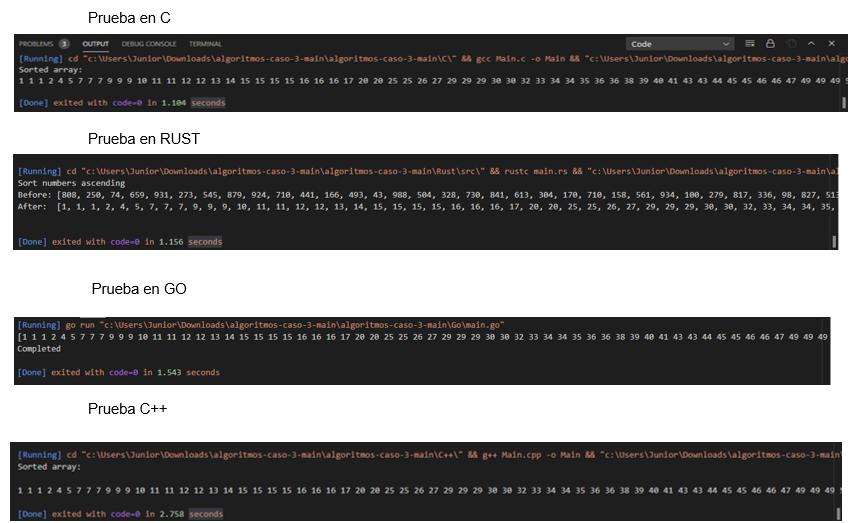 Prueba en C
PROBLEMS 3 OUTPUT DEBUG CONSOLE TERMINAL Code
[Running] cd "c:\Users\Junior\Downloads\algoritmos-caso-3-main\algoritmos-caso-3-main\C\" && gcc Main.c -o Main && "c:\Users\Junior\Downloads\algoritmos-caso-3-main\algo
Sorted array:
1 1 1 2 4 5 7 7 7 9 9 9 10 11 11 12 12 13 14 15 15 15 15 16 16 16 17 20 20 25 25 26 27 29 29 29 30 30 32 33 34 34 35 36 36 38 39 40 41 43 43 44 45 45 46 46 47 49 49 49 5
[Done] exited with code=0 in 1.104 seconds
Prueba en RUST
[Running] cd "c:\Users\Junior\Downloads\algoritmos-caso-3-main\algoritmos-caso-3-main\Rust\src\" && rustc main.rs && "c:\Users\Junior\Downloads\algoritmos-caso-3-main\al
Sort numbers ascending
Before: [808, 250, 74, 659, 931, 273, 545, 879, 924, 710, 441, 166, 493, 43, 988, 504, 328, 730, 841, 613, 304, 170, 710, 158, 561, 934, 100, 279, 817, 336, 98, 827, 513
After: [1, 1, 1, 2, 4, 5, 7, 7, 7, 9, 9, 9, 10, 11, 11, 12, 12, 13, 14, 15, 15, 15, 15, 16, 16, 16, 17, 20, 20, 25, 25, 26, 27, 29, 29, 29, 30, 30, 32, 33, 34, 34, 35,
[Done] exited with code=0 in 1.156 seconds
Prueba en GO
[Running] go run "c:\Users\Junior\Downloads\algoritmos-caso-3-main\algoritmos-caso-3-main\Go\main.go"
[1 1 1 2 4 5 7 7 7 9 9 9 10 11 11 12 12 13 14 15 15 15 15 16 16 16 17 20 20 25 25 26 27 29 29 29 30 30 32 33 34 34 35 36 36 38 39 40 41 43 43 44 45 45 46 46 47 49 49 49
Completed
[Done] exited with code=0 in 1.543 seconds
Prueba C++
[Running] cd "c:\Users\Junior\Downloads\algoritmos-caso-3-main\algoritmos-caso-3-main\C++\" && g++ Main.cpp -o Main && "c:\Users\Junior\Downloads\algoritmos-caso-3-main\
Sorted array:
1 1 1 2 4 5 7 7 7 9 9 9 10 11 11 12 12 13 14 15 15 15 15 16 16 16 17 20 20 25 25 26 27 29 29 29 30 30 32 33 34 34 35 36 36 38 39 40 41 43 43 44 45 45 46 46 47 49 49 49 5
[Done] exited with code=0 in 2.758 seconds